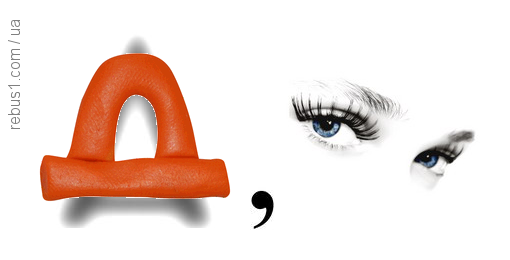 rebus1.com / ua
Д ,